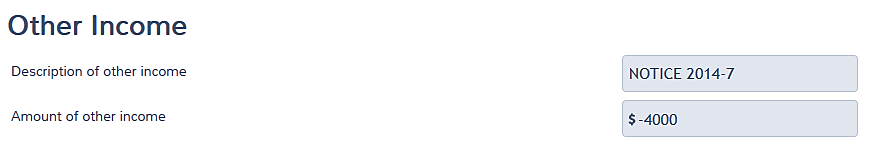 Other Income
Description of other income NOTICE 2014-7
Amount of other income $-4000